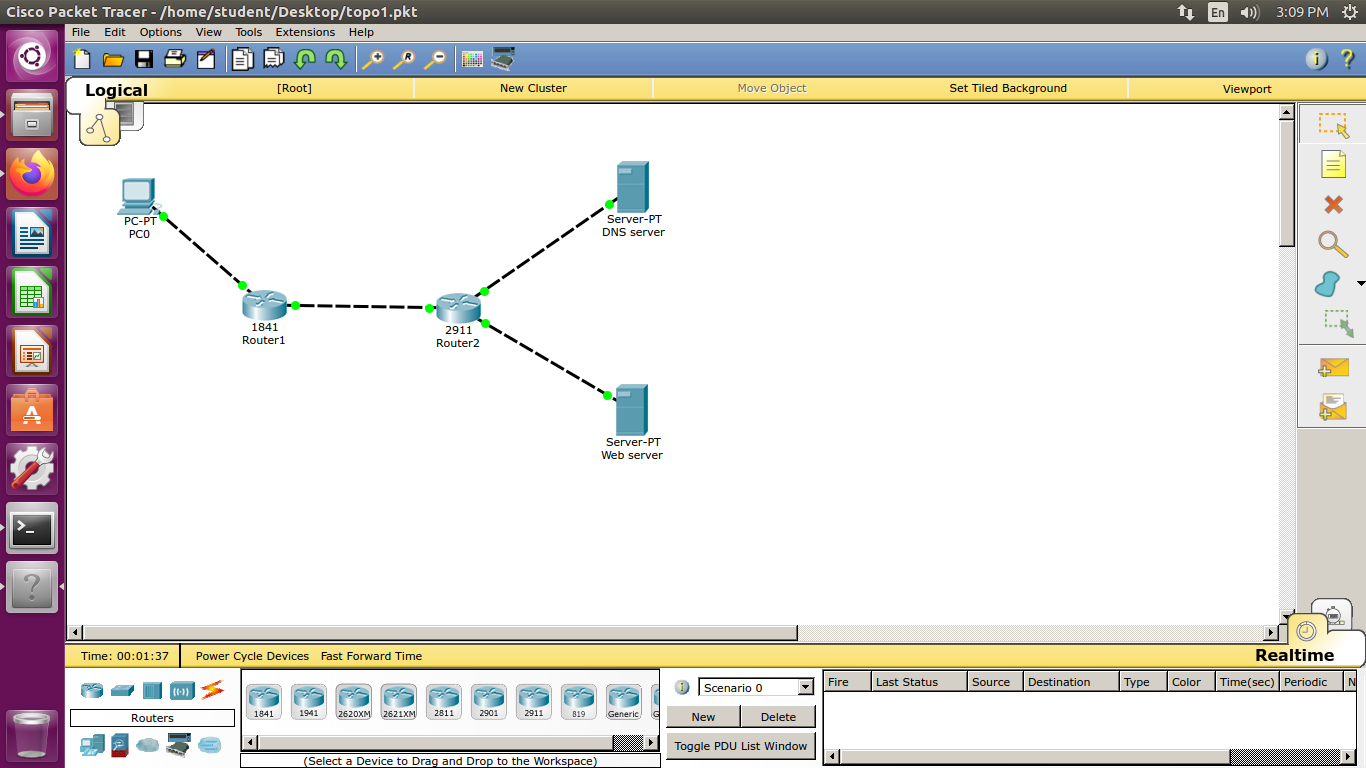 Cisco Packet Tracer - /home/student/Desktop/topo1.pkt
En
3:09 PM
File Edit Options View Tools Extensions Help
Logical
[Root]
New Cluster
Move Object
Set Tiled Background
Viewport
PC-PT
PC0
1841
Router1
2911
Router2
Server-PT
DNS server
Server-PT
Web server
Time: 00:01:37
Power Cycle Devices Fast Forward Time
Realtime
Routers
1841 1941 2620XM 2621XM 2811 2901 2911 819 Generic G
(Select a Device to Drag and Drop to the Workspace)
Scenario 0
New
Delete
Toggle PDU List Window
Fire Last Status Source Destination Type Color Time(sec) Periodic N